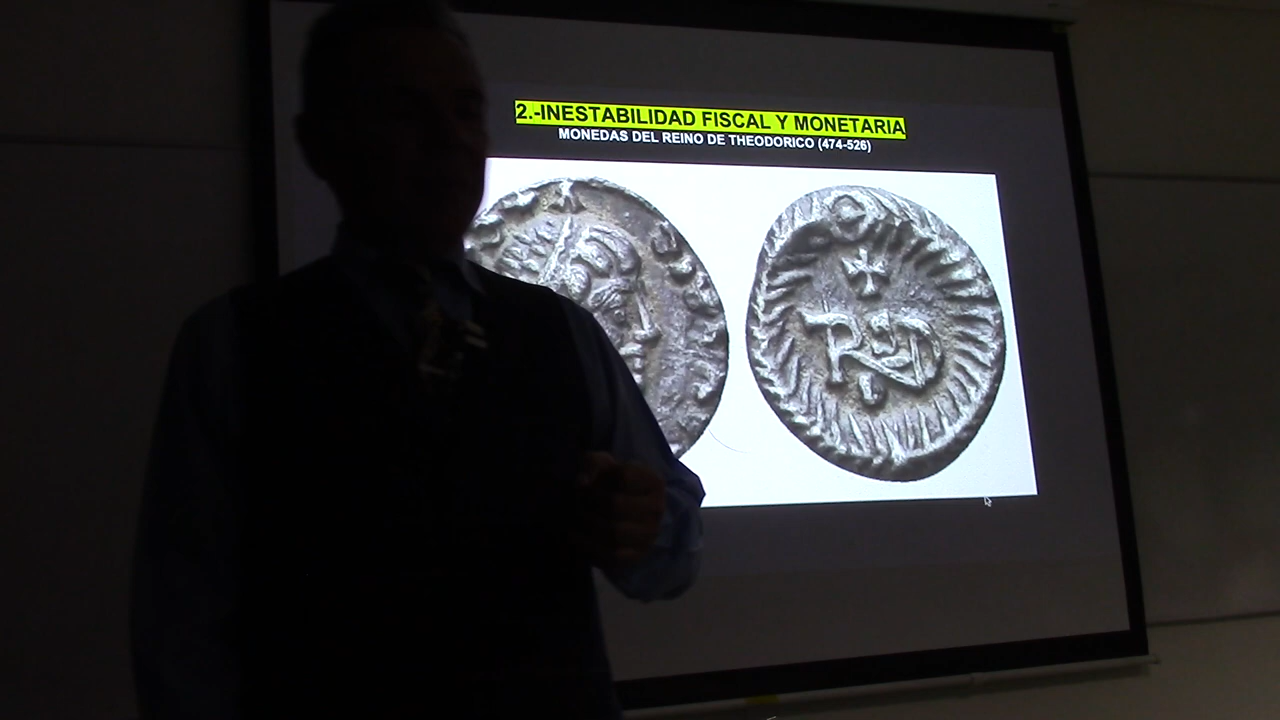 2.-INESTABILIDAD FISCAL Y MONETARIA
MONEDAS DEL REINO DE THEODORICO (474-526)